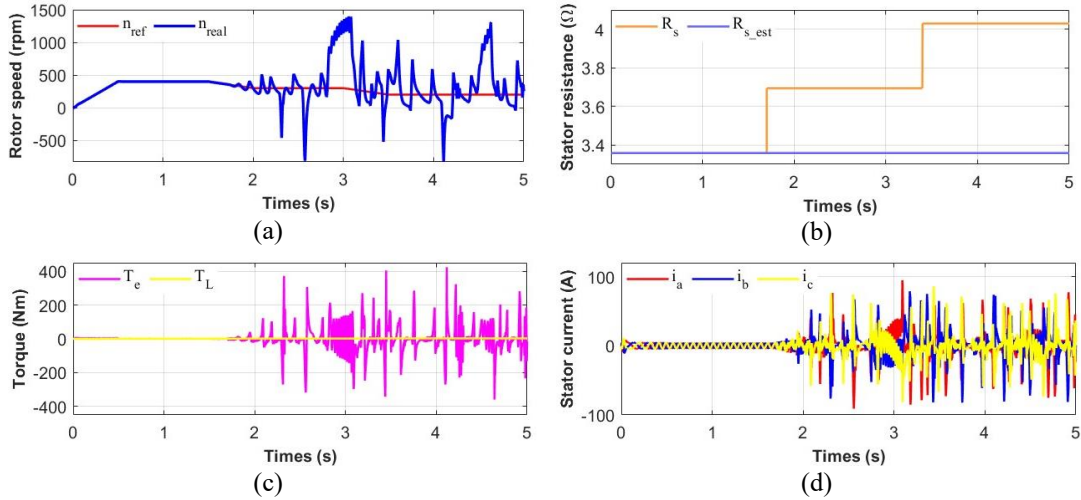 n_ref n_real
Rotor speed (rpm)
1500
1000
500
0
-500
0 1 2 3 4 5
Times (s)
(a)
R_s R_s_est
Stator resistance (Ω)
4
3.8
3.6
3.4
0 1 2 3 4 5
Times (s)
(b)
T_e T_L
Torque (Nm)
400
200
0
-200
-400
0 1 2 3 4 5
Times (s)
(c)
i_a i_b i_c
Stator current (A)
100
0
-100
0 1 2 3 4 5
Times (s)
(d)